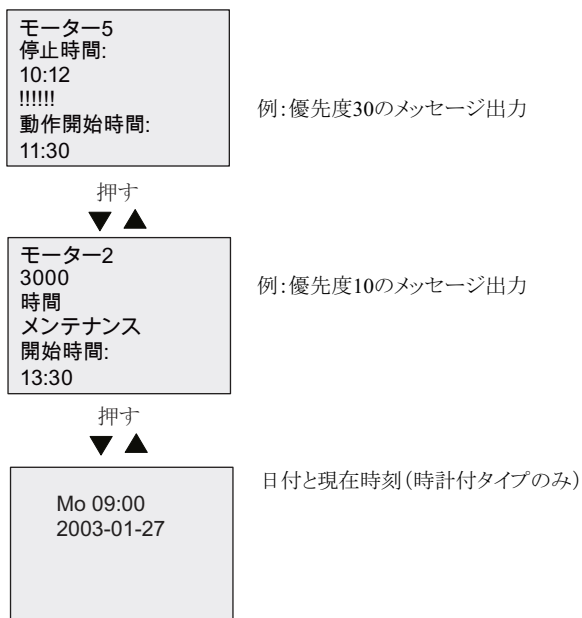 モーター5
停止時間:
10:12
!!!!!!
動作開始時間:
11:30
例:優先度30のメッセージ出力
押す
▼ ▲
モーター2
3000
時間
メンテナンス
開始時間:
13:30
例:優先度10のメッセージ出力
押す
▼ ▲
Mo 09:00
2003-01-27
日付と現在時刻(時計付タイプのみ)